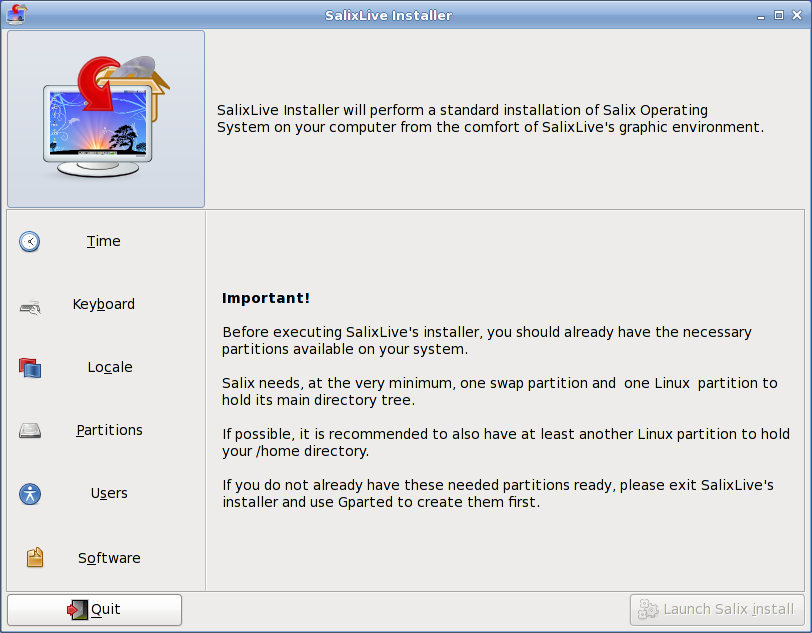 SalixLive Installer
SalixLive Installer will perform a standard installation of Salix Operating
System on your computer from the comfort of SalixLive's graphic environment.
Time
Keyboard
Locale
Partitions
Users
Software
Important!
Before executing SalixLive's installer, you should already have the necessary
partitions available on your system.
Salix needs, at the very minimum, one swap partition and  one Linux  partition to
hold its main directory tree.
If possible, it is recommended to also have at least another Linux partition to hold
your /home directory.
If you do not already have these needed partitions ready, please exit SalixLive's
installer and use Gparted to create them first.
Quit
Launch Salix install